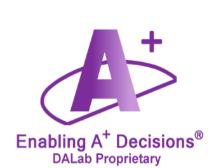 A+
Enabling A+ Decisions®
DALab Proprietary